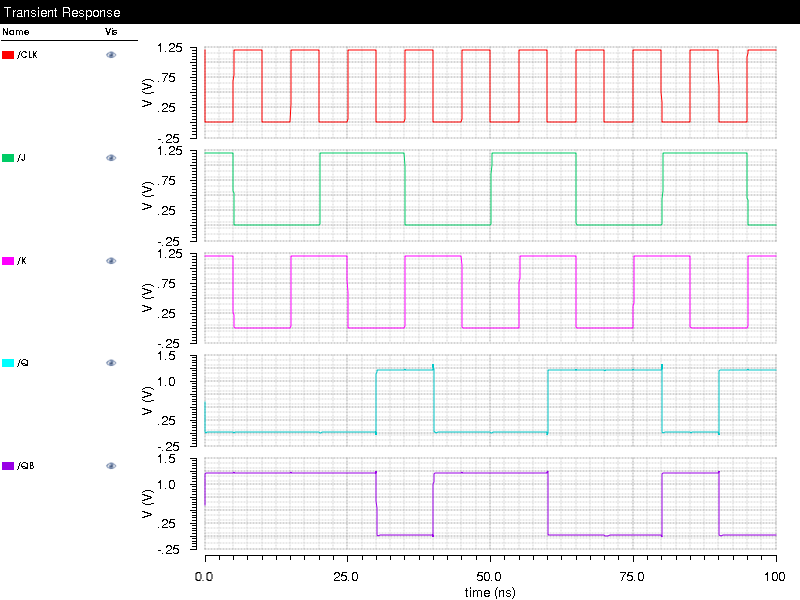 Transient Response
Name Vis
/CLK
1.25
.75
.25
-.25
V (V)
/J
1.25
.75
.25
-.25
V (V)
/K
1.25
.75
.25
-.25
V (V)
/Q
1.5
1.0
.25
-.25
V (V)
/QB
1.5
1.0
.25
-.25
V (V)
0.0 25.0 50.0 75.0 100
time (ns)